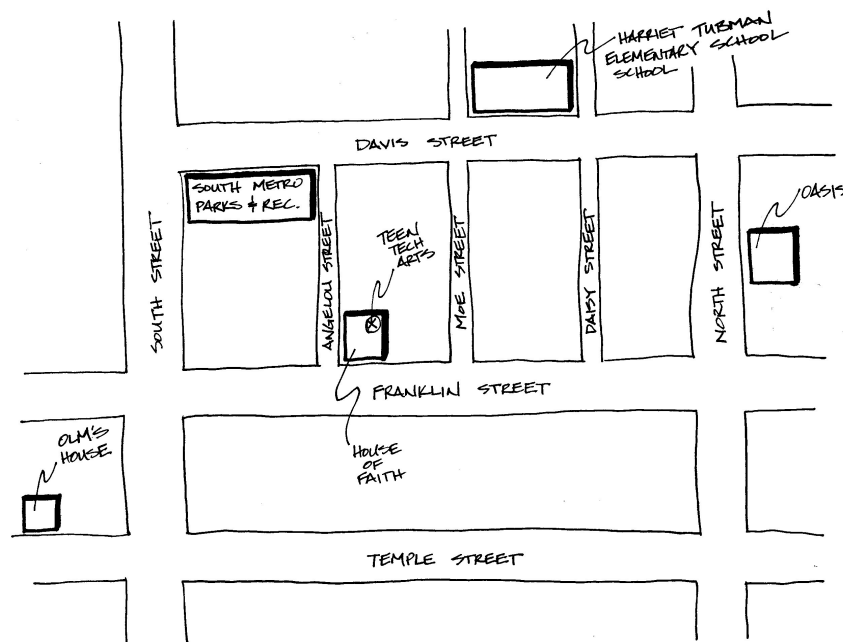 HARRIET TUBMAN
ELEMENTARY SCHOOL
SCHOOL
DAVIS STREET
SOUTH METRO
PARKS & REC.
OASIS
TEEN
TECH
ARTS
X
SOUTH STREET
ANGELOU STREET
MOE STREET
DAISY STREET
NORTH STREET
FRANKLIN STREET
OLM'S
HOUSE
HOUSE
OF
FAITH
TEMPLE STREET